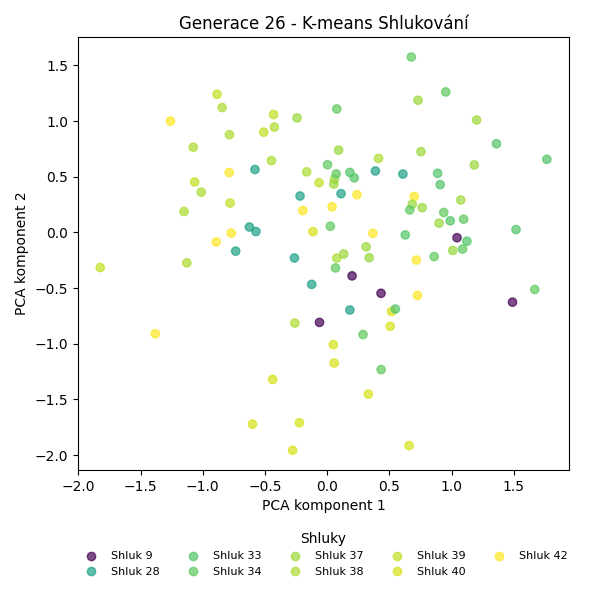 Generace 26 - K-means Shlukování
PCA komponent 2
1.5
1.0
0.5
0.0
−0.5
−1.0
−1.5
−2.0
−2.0 −1.5 −1.0 −0.5 0.0 0.5 1.0 1.5
PCA komponent 1
Shluky
Shluk 9 Shluk 33 Shluk 37 Shluk 39 Shluk 42
Shluk 28 Shluk 34 Shluk 38 Shluk 40